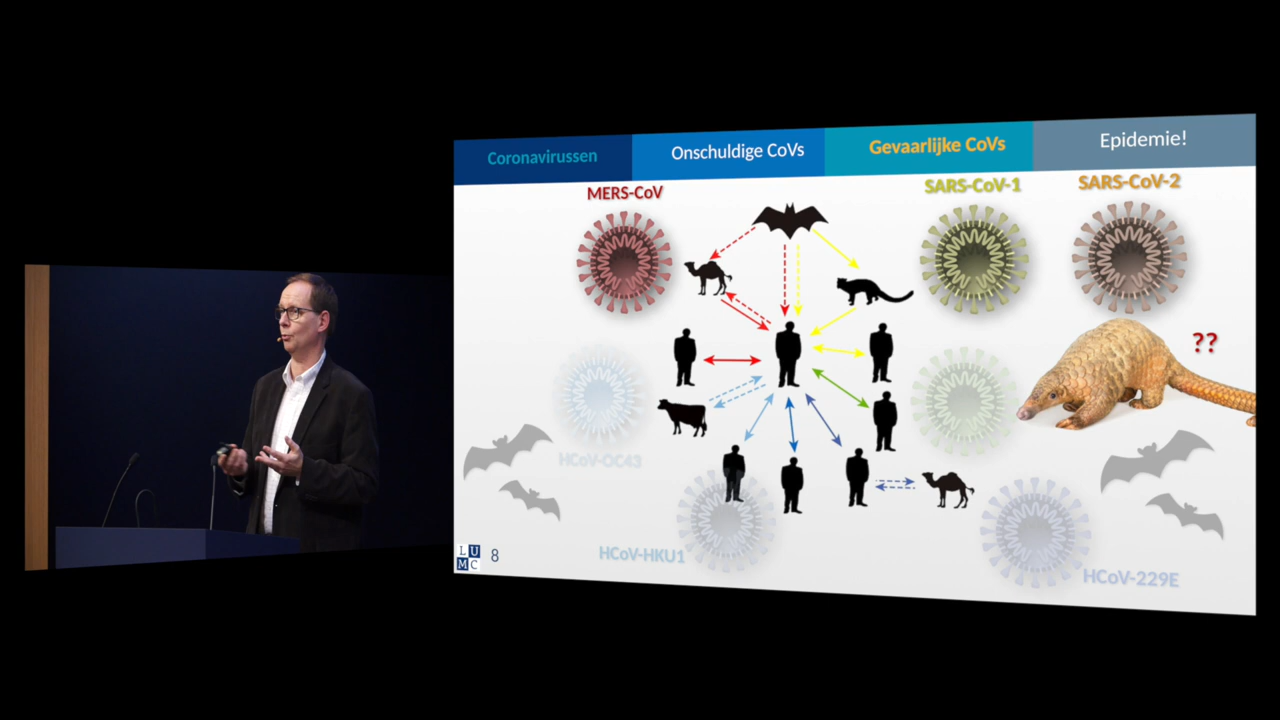 Coronavirussen
Onschuldige CoVs
Gevaarlijke CoVs
Epidemie!
MERS-CoV
SARS-CoV-1
SARS-CoV-2
??
HCoV-OC43
HCoV-HKU1
HCoV-229E
L U
M C
8